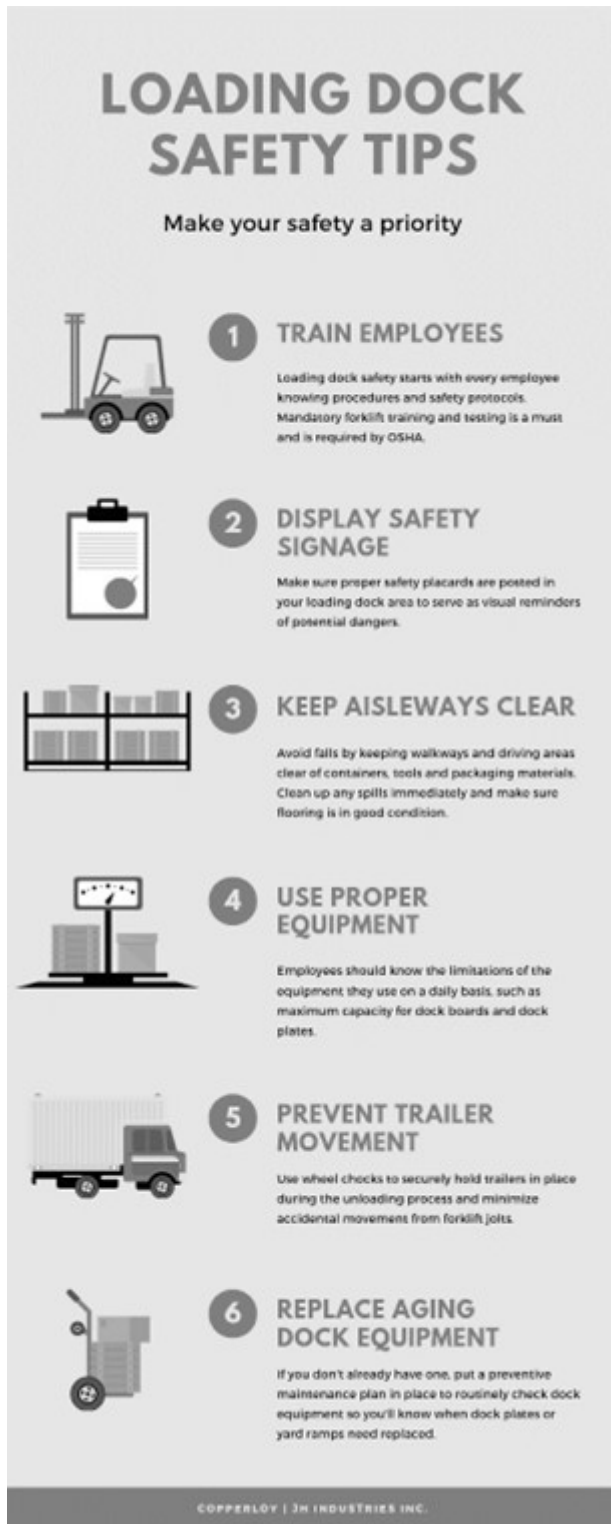 LOADING DOCK
SAFETY TIPS
Make your safety a priority
1
TRAIN EMPLOYEES
Loading dock safety starts with every employee
knowing procedures and safety protocols.
Mandatory forklift training and testing is a must
and is required by OSHA.
2
DISPLAY SAFETY
SIGNAGE
Make sure proper safety placards are posted in
your loading dock area to serve as visual reminders
of potential dangers.
3
KEEP AISLEWAYS CLEAR
Avoid falls by keeping walkways and driving areas
clear of containers, tools and packaging materials.
Clean up any spills immediately and make sure
flooring is in good condition.
4
USE PROPER
EQUIPMENT
Employees should know the limitations of the
equipment they use on a daily basis, such as
maximum capacity for dock boards and dock
plates.
5
PREVENT TRAILER
MOVEMENT
Use wheel chocks to securely hold trailers in place
during the unloading process and minimize
accidental movement from forklift jolts.
6
REPLACE AGING
DOCK EQUIPMENT
If you don't already have one, put a preventive
maintenance plan in place to routinely check dock
equipment so you'll know when dock plates or
yard ramps need replaced.
COPPERLOY | JH INDUSTRIES INC.